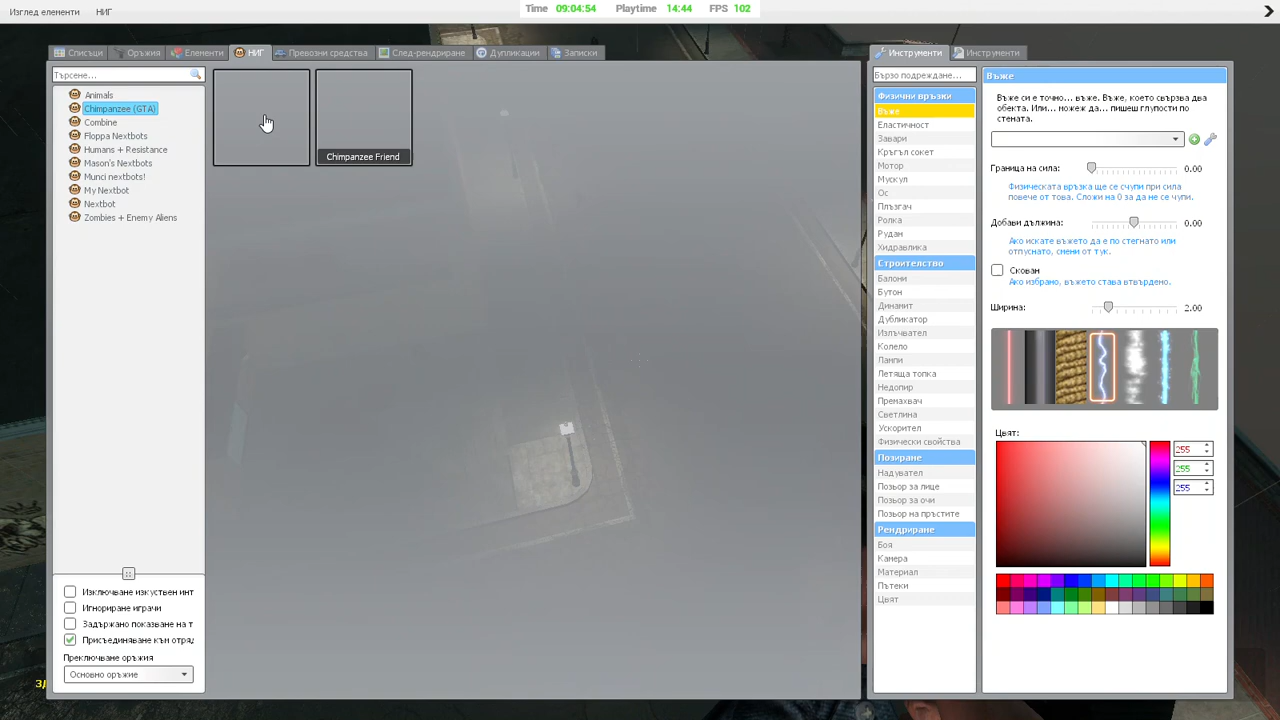 Time 09:04:54 Playtime 14:44 FPS 102
Изглед елементи НИГ
Списъци Оръжия Елементи НИГ Превозни средства След-рендриране Дупликации Записки
Търсене...
Animals
Chimpanzee (GTA)
Combine
Floppa Nextbots
Humans + Resistance
Mason's Nextbots
Munci nextbots!
My Nextbot
Nextbot
Zombies + Enemy Aliens
Chimpanzee Friend
Изключване изкуствен инт
Игнориране играчи
Задържано показване на т
Присъединяване към отряд
Преключване оръжия
Основно оръжие
Инструменти Инструменти
Бързо подреждане...
Физични връзки
Въже
Еластичност
Завари
Кръгъл сокет
Мотор
Мускул
Ос
Плъзгач
Ролка
Рудан
Хидравлика
Строителство
Балони
Бутон
Динамит
Дубликатор
Излъчвател
Колело
Лампи
Летяща топка
Недопир
Премахвач
Светлина
Ускорител
Физически свойства
Позиране
Надувател
Позьор за лице
Позьор за очи
Позьор на пръстите
Рендриране
Боя
Камера
Материал
Пътеки
Цвят
Въже
Въже си е точно... въже. Въже, което свързва два
обекта. Или... можеж да... пишеш глупости по
стената.
Граница на сила: 0.00
Физическата връзка ще се счупи при сила
повече от това. Сложи на 0 за да не се чупи.
Добави дължина: 0.00
Ако искате въжето да е по стегнато или
отпуснато, смени от тук.
Скован
Ако избрано, въжето става втвърдено.
Ширина: 2.00
Цвят:
255
255
255